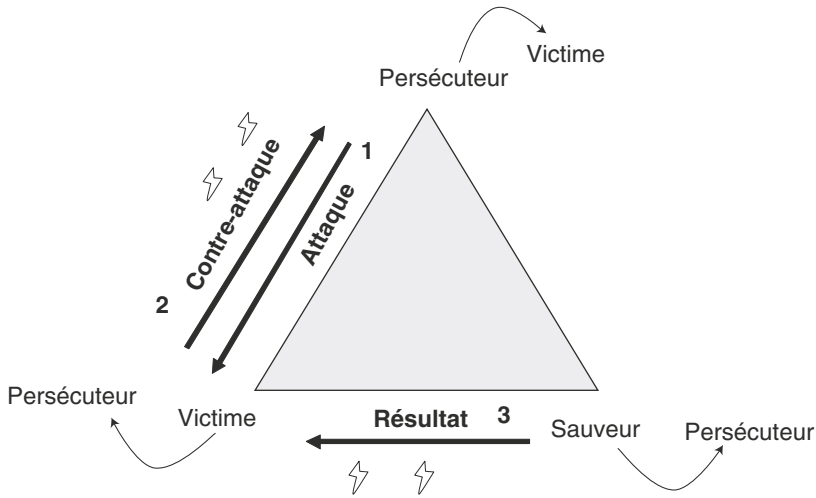 Victime
Persécuteur
1
Contre-attaque
Attaque
2
Persécuteur
Victime
Résultat 3
Sauveur
Persécuteur